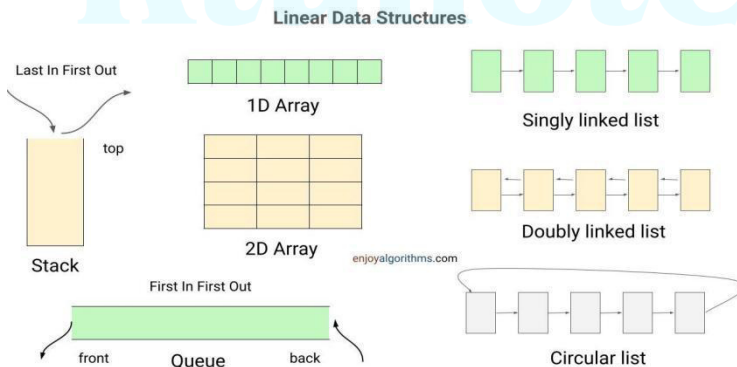 Linear Data Structures
Last In First Out
top
Stack
1D Array
2D Array
Singly linked list
Doubly linked list
enjoyalgorithms.com
First In First Out
front
Queue
back
Circular list